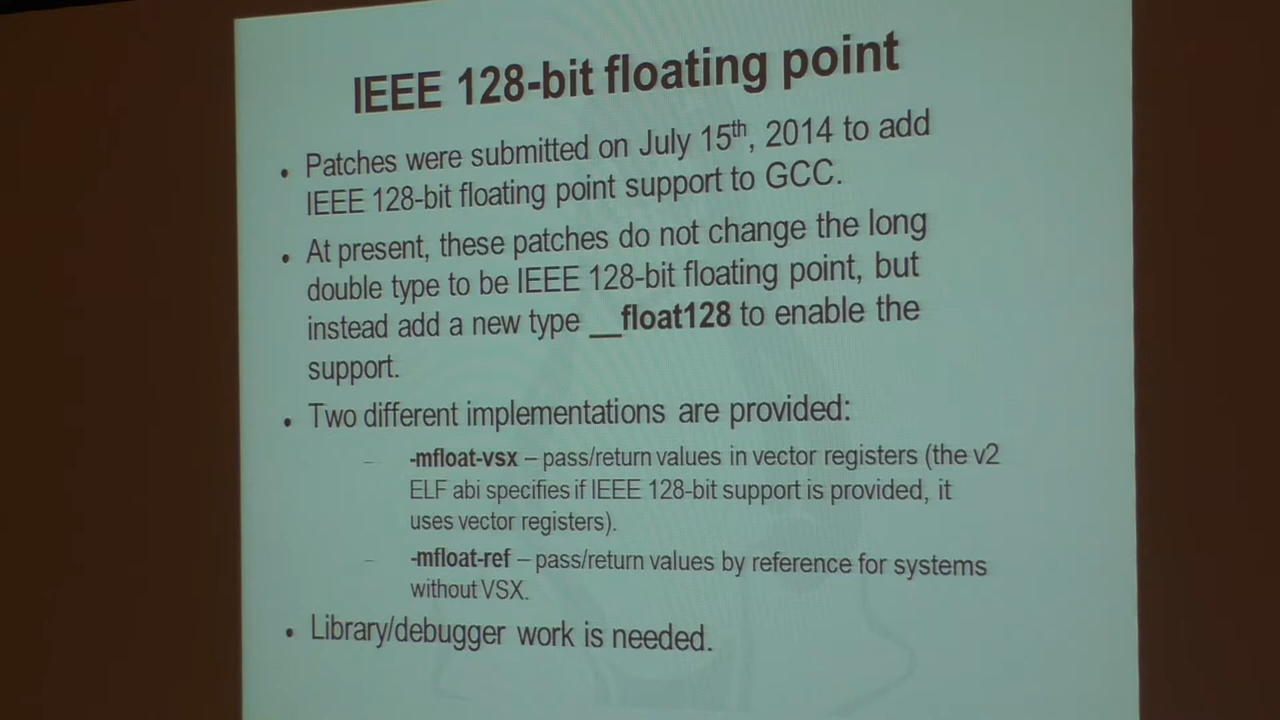 IEEE 128-bit floating point
• Patches were submitted on July 15th, 2014 to add
IEEE 128-bit floating point support to GCC.
• At present, these patches do not change the long
double type to be IEEE 128-bit floating point, but
instead add a new type __float128 to enable the
support.
• Two different implementations are provided:
– -mfloat-vsx – pass/return values in vector registers (the v2
ELF abi specifies if IEEE 128-bit support is provided, it
uses vector registers).
– -mfloat-ref – pass/return values by reference for systems
without VSX.
• Library/debugger work is needed.